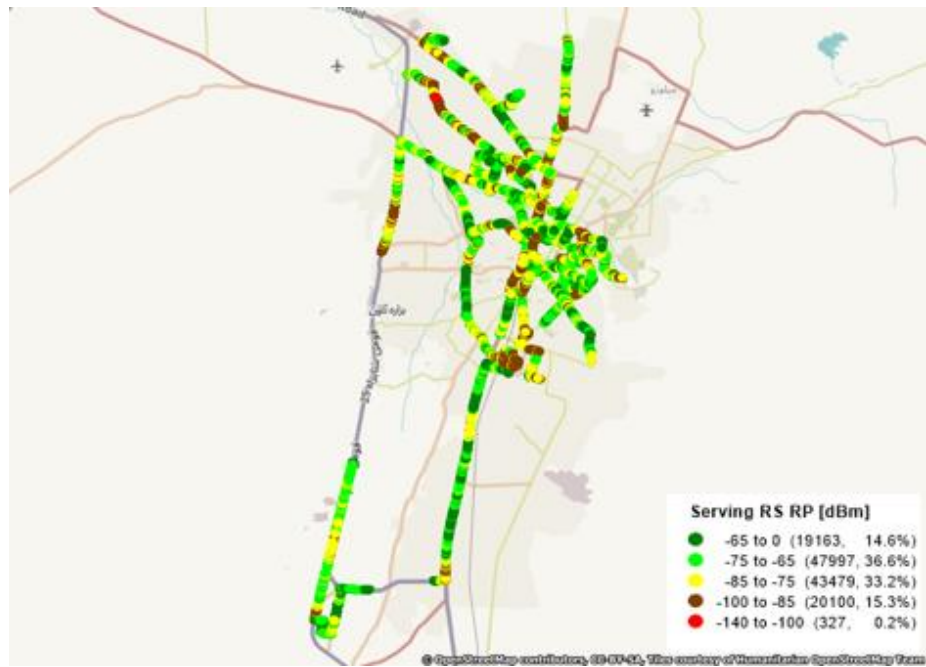 Road
Serving RS RP [dBm]
-65 to 0 (19163, 14.6%)
-75 to -65 (47997, 36.6%)
-85 to -75 (43479, 33.2%)
-100 to -85 (20100, 15.3%)
-140 to -100 (327, 0.2%)
© OpenStreetMap contributors, CC-BY-SA, Tiles courtesy of Humanitarian OpenStreetMap Team